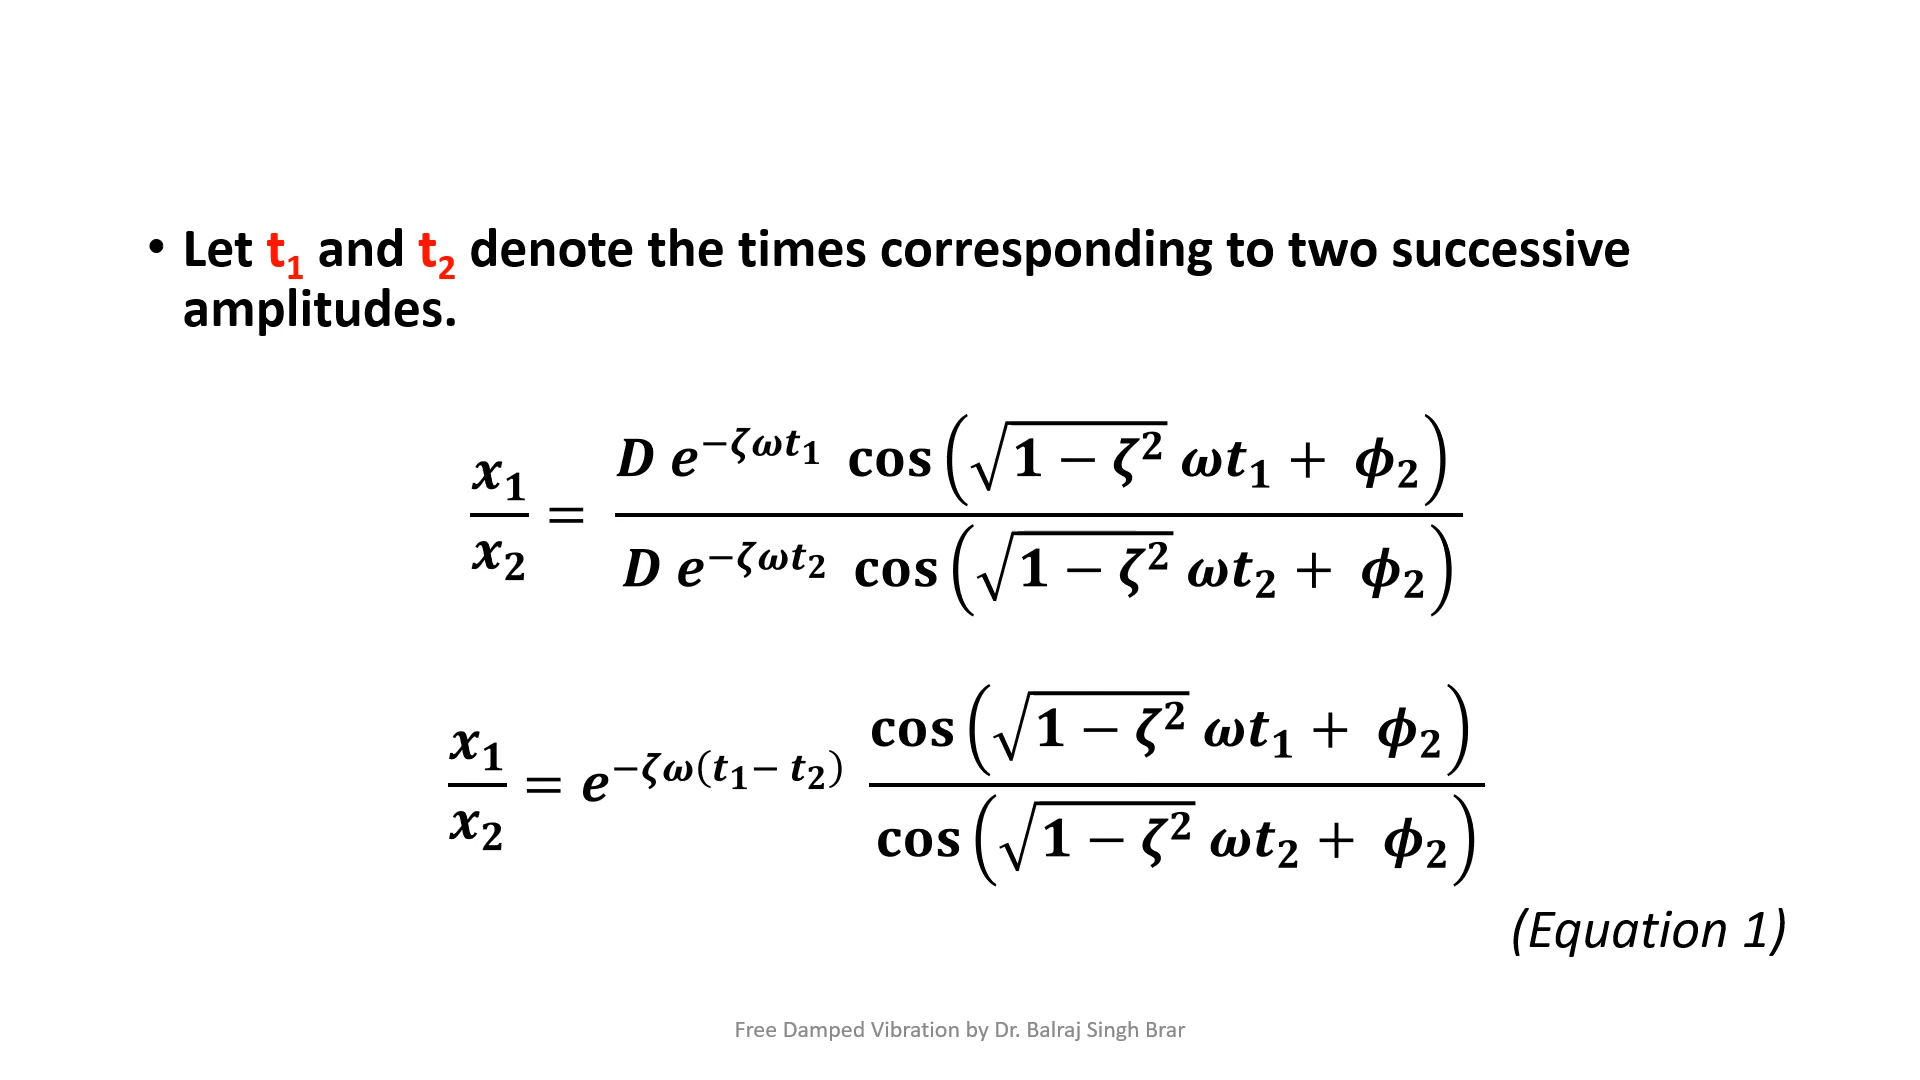 • Let t₁ and t₂ denote the times corresponding to two successive
amplitudes.
x₁/x₂ = D e^(−ζωt₁) cos(√(1 − ζ²) ωt₁ + ϕ₂) / D e^(−ζωt₂) cos(√(1 − ζ²) ωt₂ + ϕ₂)
x₁/x₂ = e^(−ζω(t₁− t₂)) cos(√(1 − ζ²) ωt₁ + ϕ₂) / cos(√(1 − ζ²) ωt₂ + ϕ₂)
(Equation 1)
Free Damped Vibration by Dr. Balraj Singh Brar